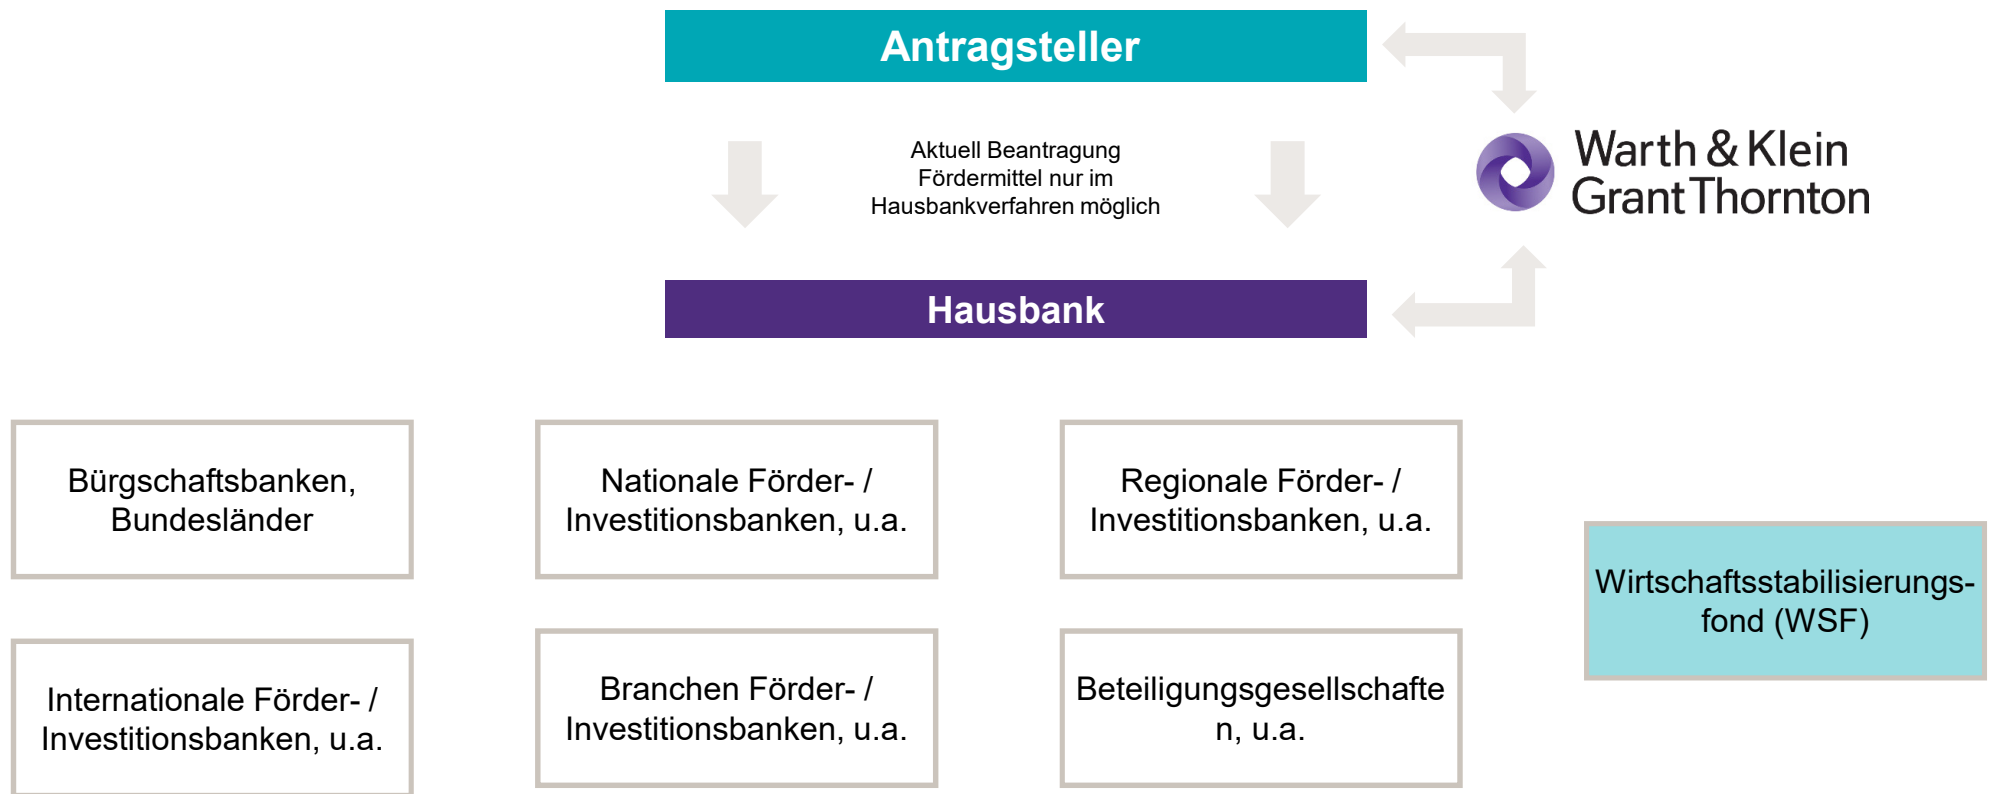 Antragsteller
Aktuell Beantragung
Fördermittel nur im
Hausbankverfahren möglich
Warth & Klein
Grant Thornton
Hausbank
Bürgschaftsbanken,
Bundesländer
Nationale Förder- /
Investitionsbanken, u.a.
Regionale Förder- /
Investitionsbanken, u.a.
Wirtschaftsstabilisierungs-
fond (WSF)
Internationale Förder- /
Investitionsbanken, u.a.
Branchen Förder- /
Investitionsbanken, u.a.
Beteiligungsgesellschafte
n, u.a.